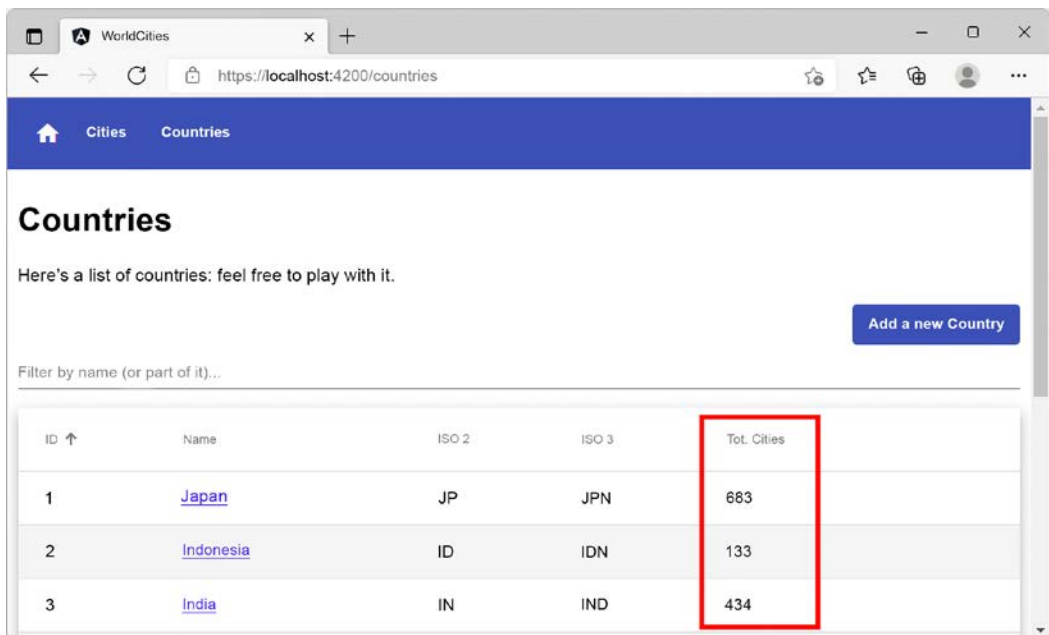 WorldCities
https://localhost:4200/countries
Cities Countries
Countries
Here's a list of countries: feel free to play with it.
Add a new Country
Filter by name (or part of it)...
ID Name ISO 2 ISO 3 Tot. Cities
1 Japan JP JPN 683
2 Indonesia ID IDN 133
3 India IN IND 434